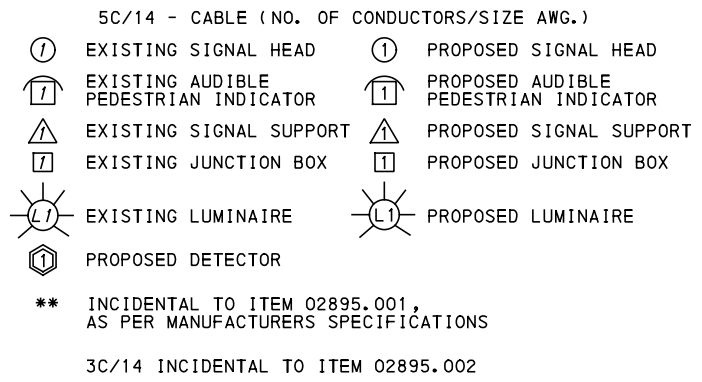 5C/14 - CABLE (NO. OF CONDUCTORS/SIZE AWG.)
1 EXISTING SIGNAL HEAD 1 PROPOSED SIGNAL HEAD
1 EXISTING AUDIBLE PEDESTRIAN INDICATOR 1 PROPOSED AUDIBLE PEDESTRIAN INDICATOR
1 EXISTING SIGNAL SUPPORT 1 PROPOSED SIGNAL SUPPORT
1 EXISTING JUNCTION BOX 1 PROPOSED JUNCTION BOX
L1 EXISTING LUMINAIRE L1 PROPOSED LUMINAIRE
1 PROPOSED DETECTOR
** INCIDENTAL TO ITEM 02895.001,
AS PER MANUFACTURERS SPECIFICATIONS
3C/14 INCIDENTAL TO ITEM 02895.002